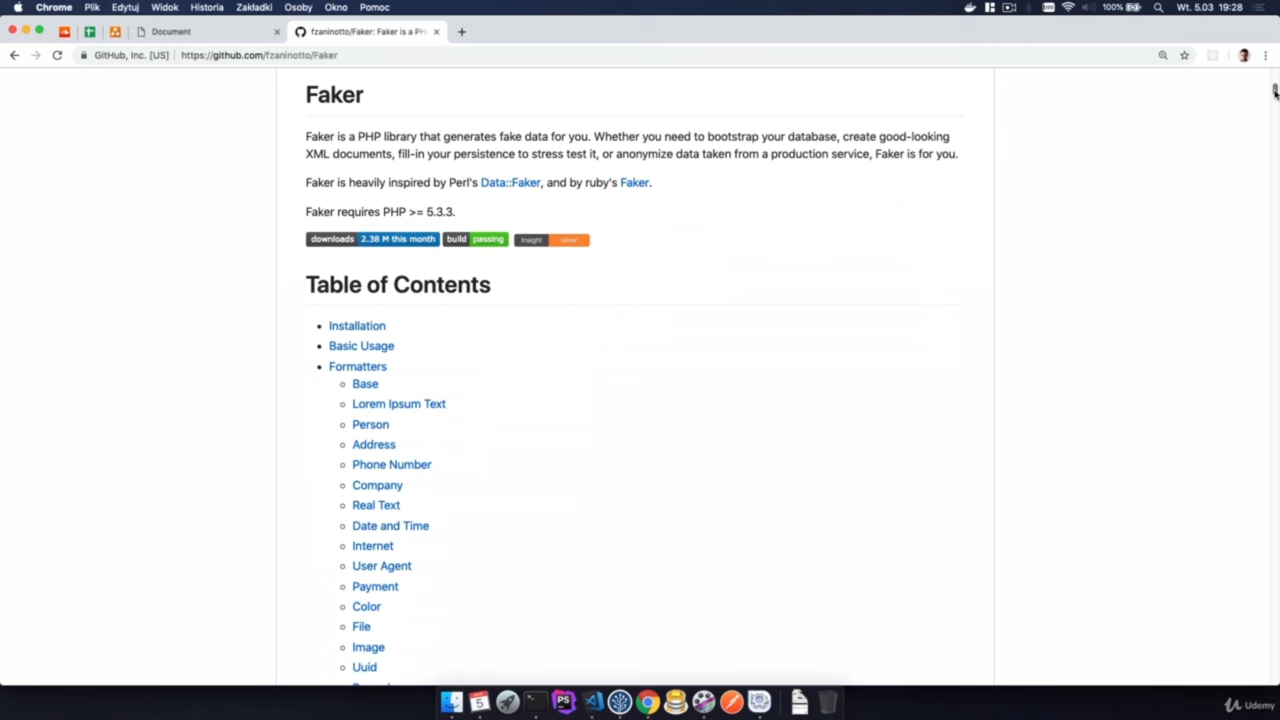 Chrome Plik Edytuj Widok Historia Zakładki Osoby Okno Pomoc 100% Wt. 5.03 19:28
Document fzaninotto/Faker: Faker is a PH
GitHub, Inc. [US] https://github.com/fzaninotto/Faker
Faker
Faker is a PHP library that generates fake data for you. Whether you need to bootstrap your database, create good-looking
XML documents, fill-in your persistence to stress test it, or anonymize data taken from a production service, Faker is for you.
Faker is heavily inspired by Perl's Data::Faker, and by ruby's Faker.
Faker requires PHP >= 5.3.3.
downloads 2.38 M this month build passing Insight silver
Table of Contents
Installation
Basic Usage
Formatters
Base
Lorem Ipsum Text
Person
Address
Phone Number
Company
Real Text
Date and Time
Internet
User Agent
Payment
Color
File
Image
Uuid
5
PS
Udemy